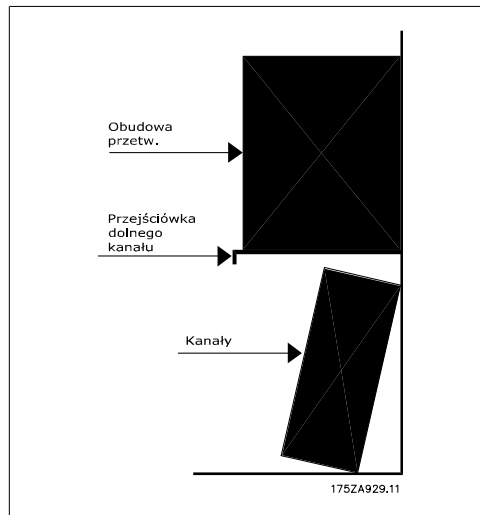 Obudowa
przetw.
Przejściówka
dolnego
kanału
Kanały
175ZA929.11